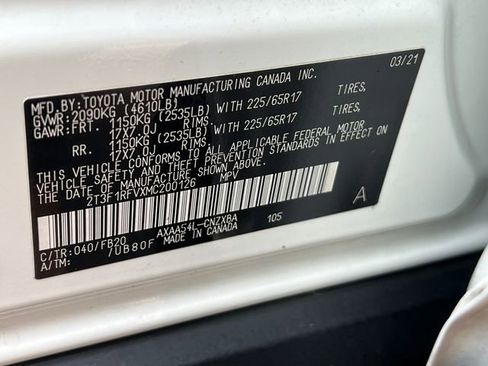 MFD.BY:TOYOTA MOTOR MANUFACTURING CANADA INC. 03/21
GVWR:2090KG (4610LB)
GAWR:FRT. 1150KG (2535LB) WITH 225/65R17 TIRES,
17X7.0J RIMS,
RR. 1150KG (2535LB) WITH 225/65R17 TIRES,
17X7.0J RIMS,
THIS VEHICLE CONFORMS TO ALL APPLICABLE FEDERAL MOTOR
VEHICLE SAFETY STANDARDS IN EFFECT ON THE DATE OF
MANUFACTURE SHOWN ABOVE.
2T3F1RFVXMC200126 MPV A
C/TR:040/FB20 AXAA54L-CNZXBA 105
A/TM: /UB80F MADE IN CANADA